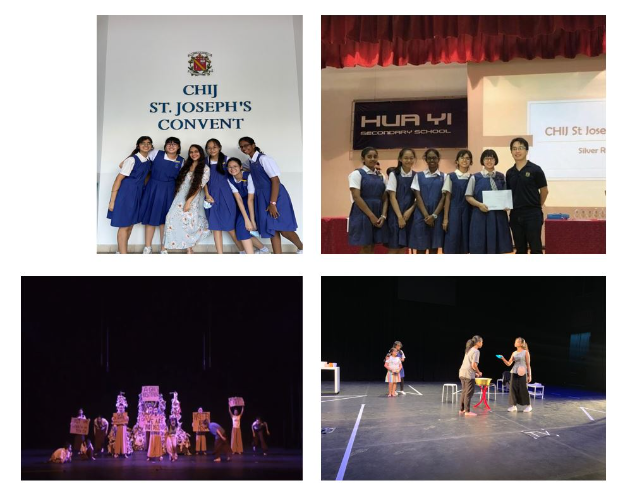 CHIJ
ST. JOSEPH'S
CONVENT
HUA YI
SECONDARY SCHOOL
CHIJ St Jose
Silver R